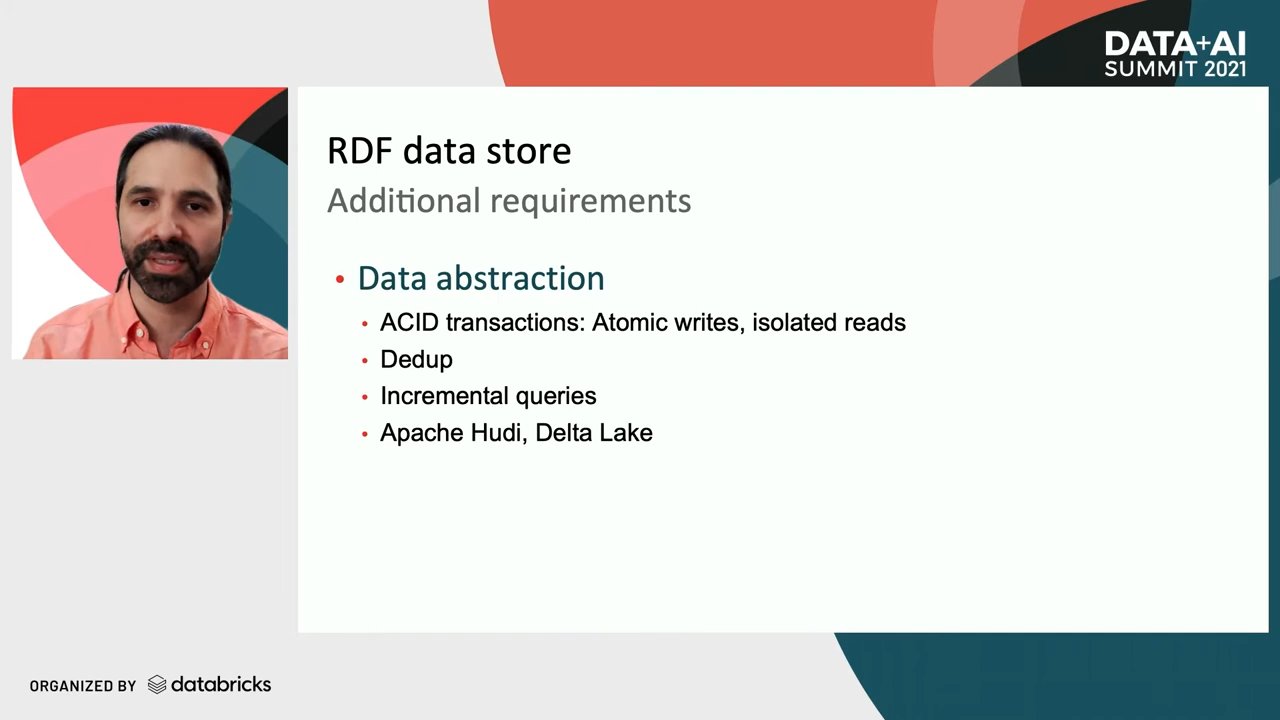 DATA+AI
SUMMIT 2021
RDF data store
Additional requirements
• Data abstraction
• ACID transactions: Atomic writes, isolated reads
• Dedup
• Incremental queries
• Apache Hudi, Delta Lake
ORGANIZED BY databricks